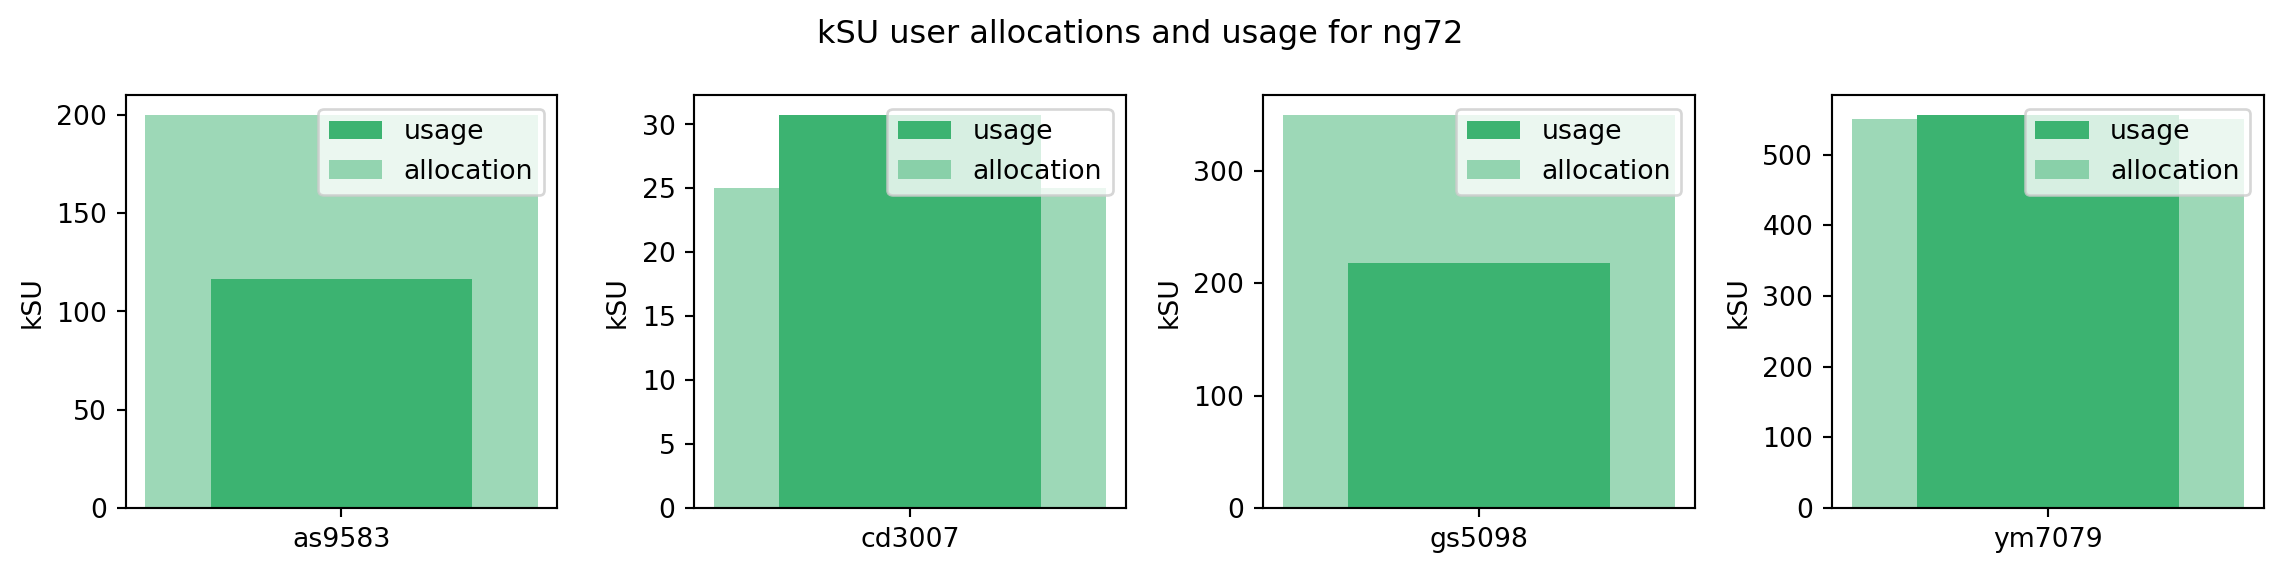 kSU user allocations and usage for ng72
200
150
100
50
0
kSU
usage
allocation
as9583
30
25
20
15
10
5
0
kSU
usage
allocation
cd3007
300
200
100
0
kSU
usage
allocation
gs5098
500
400
300
200
100
0
kSU
usage
allocation
ym7079